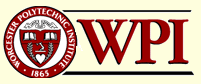 WORCESTER POLYTECHNIC INSTITUTE
· 1865 ·
WPI